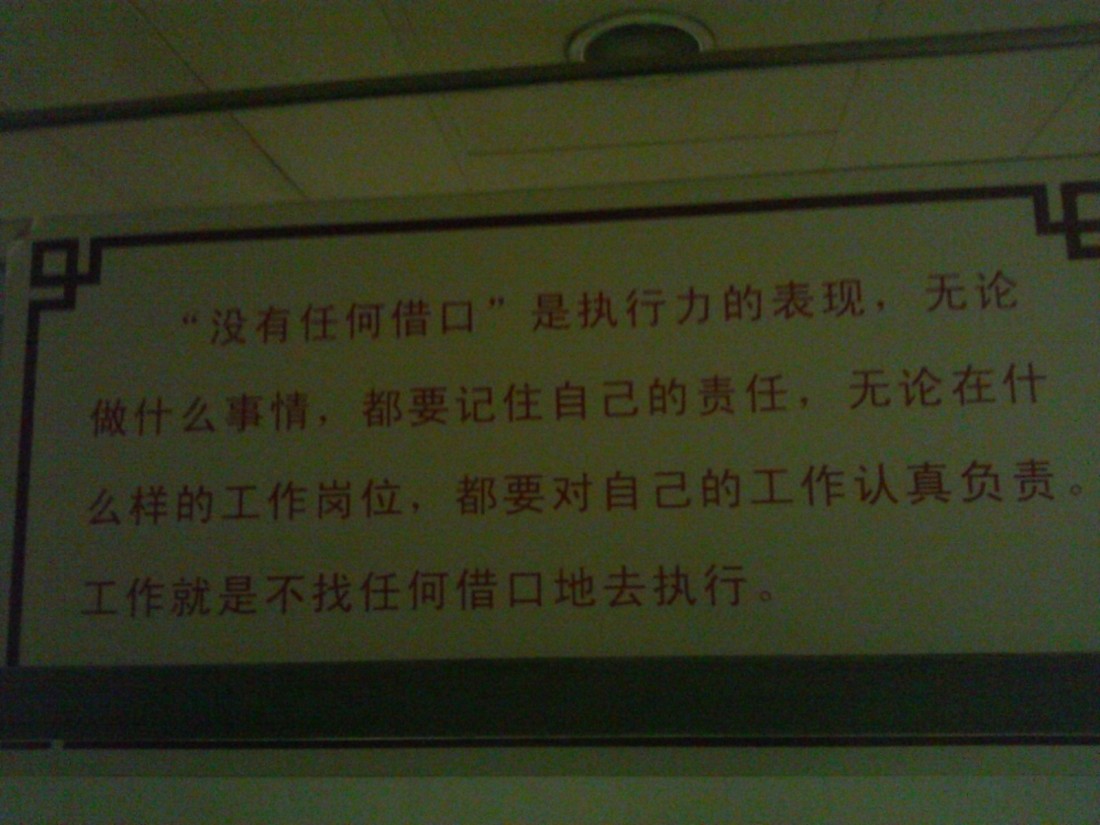 “没有任何借口”是执行力的表现，无论
做什么事情，都要记住自己的责任，无论在什
么样的工作岗位，都要对自己的工作认真负责。
工作就是不找任何借口地去执行。